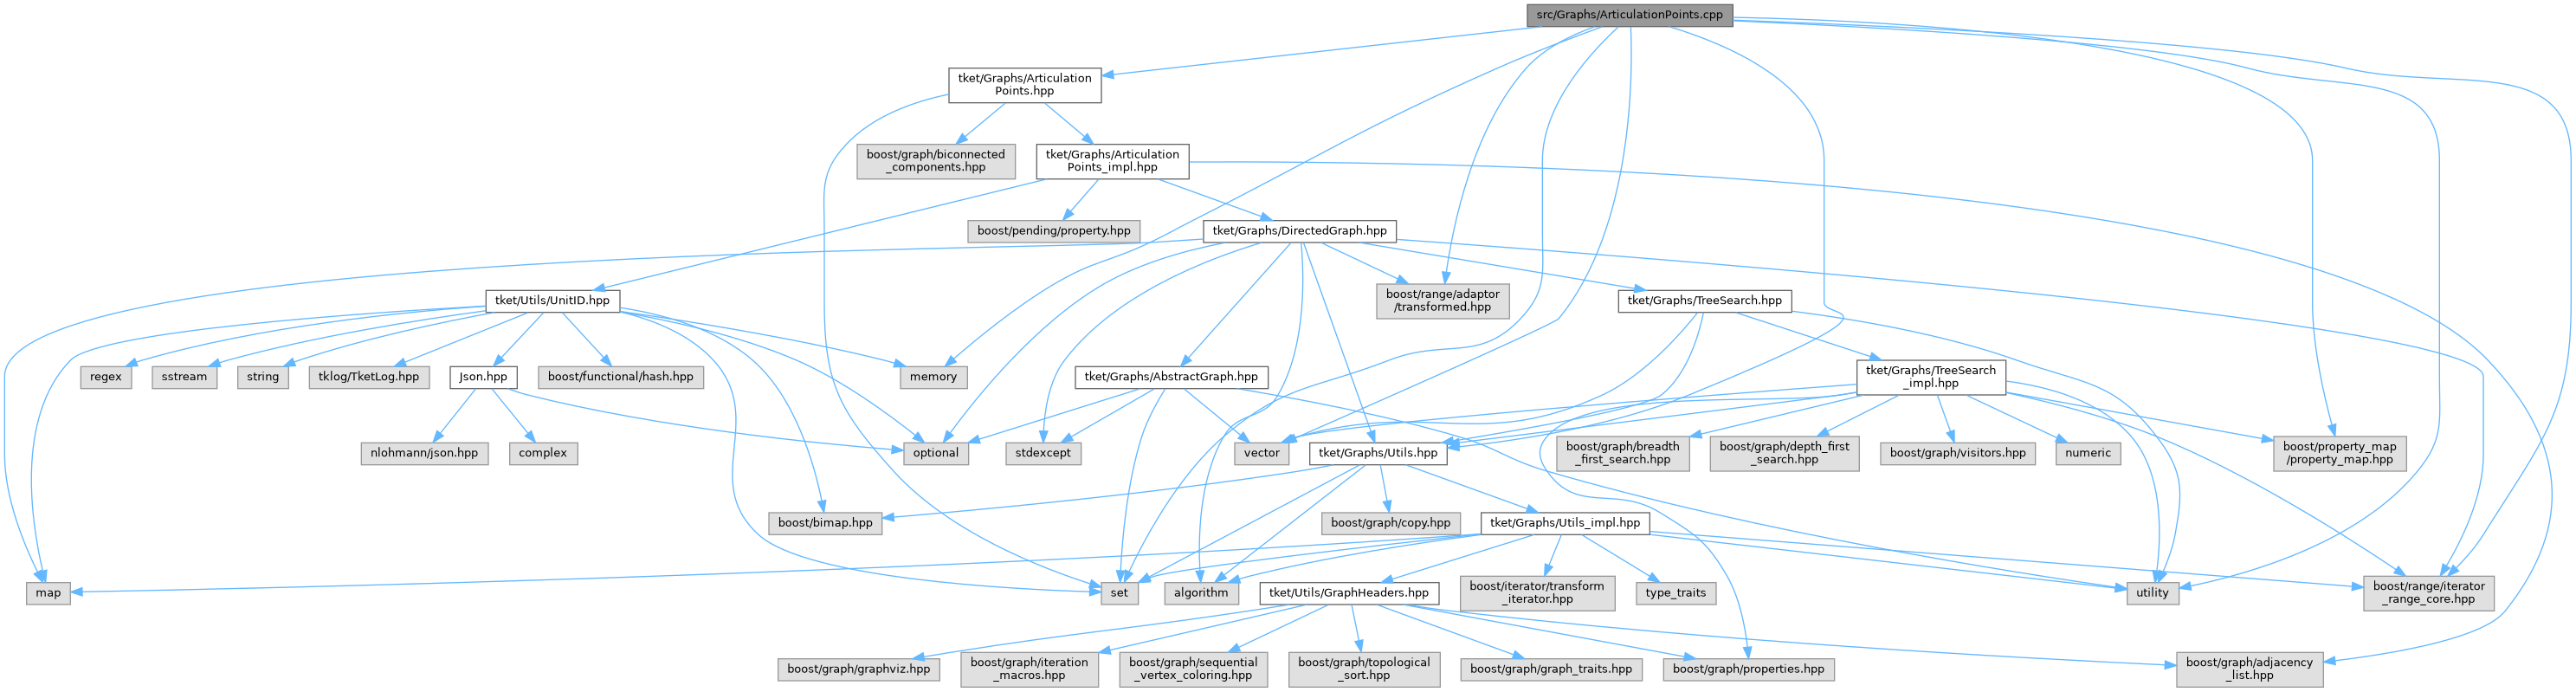 src/Graphs/ArticulationPoints.cpp
tket/Graphs/Articulation
Points.hpp
boost/graph/biconnected
_components.hpp
tket/Graphs/Articulation
Points_impl.hpp
boost/pending/property.hpp
tket/Graphs/DirectedGraph.hpp
tket/Utils/UnitID.hpp
boost/range/adaptor
/transformed.hpp
tket/Graphs/TreeSearch.hpp
regex
sstream
string
tklog/TketLog.hpp
Json.hpp
boost/functional/hash.hpp
memory
tket/Graphs/AbstractGraph.hpp
tket/Graphs/TreeSearch
_impl.hpp
nlohmann/json.hpp
complex
optional
stdexcept
vector
tket/Graphs/Utils.hpp
boost/graph/breadth
_first_search.hpp
boost/graph/depth_first
_search.hpp
boost/graph/visitors.hpp
numeric
boost/property_map
/property_map.hpp
boost/bimap.hpp
boost/graph/copy.hpp
tket/Graphs/Utils_impl.hpp
map
set
algorithm
tket/Utils/GraphHeaders.hpp
boost/iterator/transform
_iterator.hpp
type_traits
utility
boost/range/iterator
_range_core.hpp
boost/graph/graphviz.hpp
boost/graph/iteration
_macros.hpp
boost/graph/sequential
_vertex_coloring.hpp
boost/graph/topological
_sort.hpp
boost/graph/graph_traits.hpp
boost/graph/properties.hpp
boost/graph/adjacency
_list.hpp